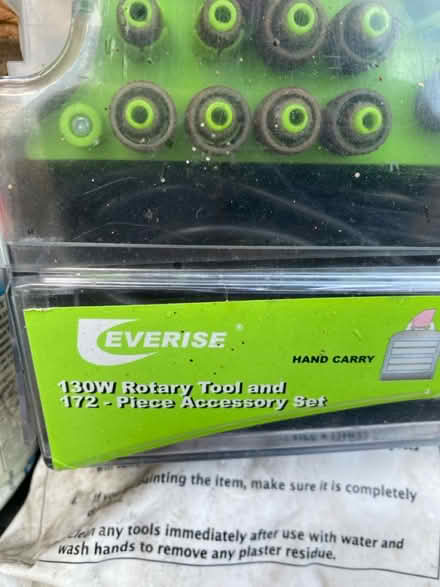 EVERISE®
HAND CARRY
130W Rotary Tool and
172 - Piece Accessory Set
the item, make sure it is completely
any tools immediately after use with water and
wash hands to remove any plaster residue.